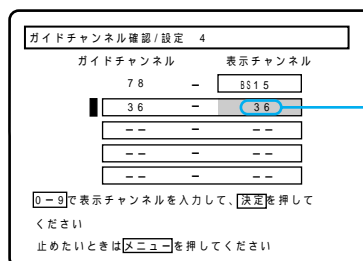 ガイドチャンネル確認/設定 4
ガイドチャンネル 表示チャンネル
78 － BS15
36 － 36
－－ － －－
－－ － －－
－－ － －－
0－9で表示チャンネルを入力して、決定を押して
ください
止めたいときはメニューを押してください